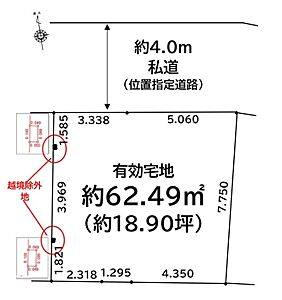 約4.0m
私道
(位置指定道路)
3.338
5.060
1.585
有効宅地
約62.49㎡
(約18.90坪)
越境除外
地
3.969
7.750
1.821
2.318
1.295
4.350